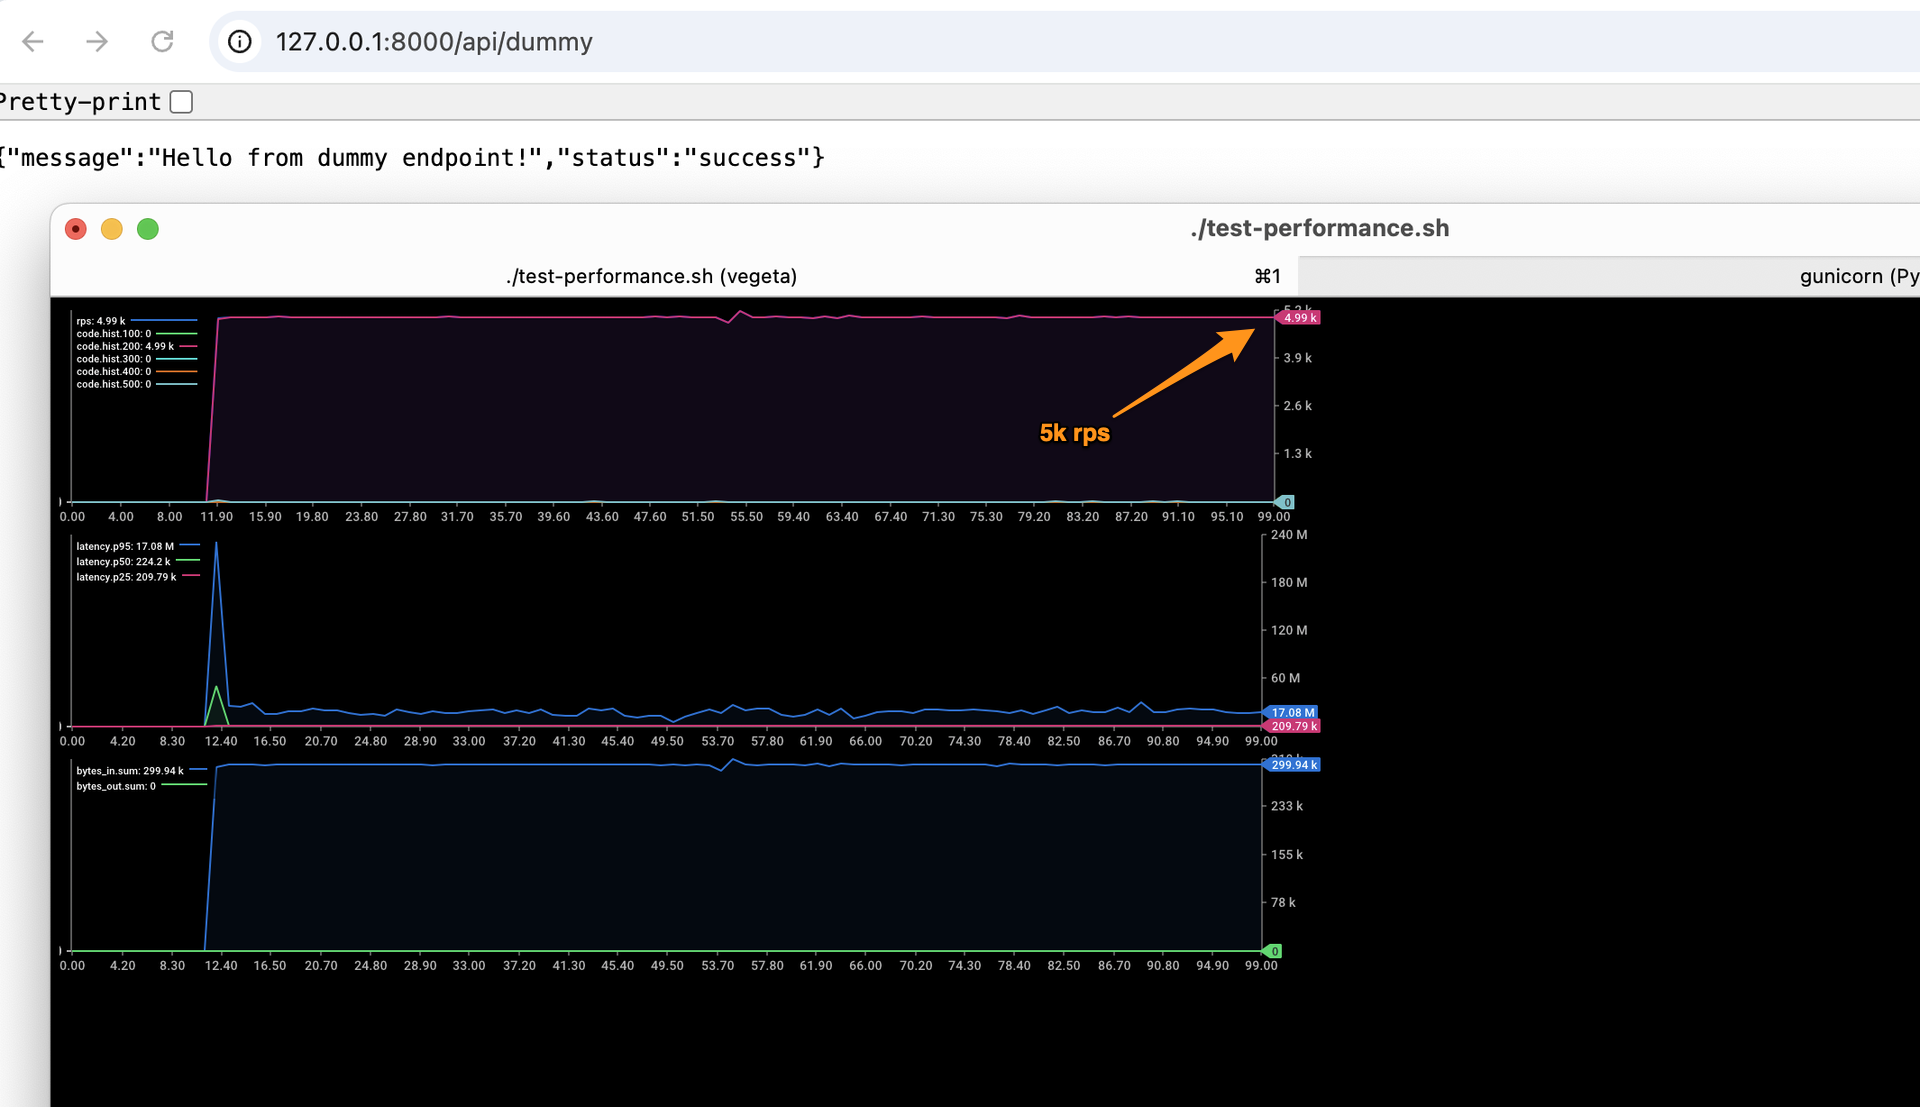 127.0.0.1:8000/api/dummy
Pretty-print
{"message":"Hello from dummy endpoint!","status":"success"}
./test-performance.sh
./test-performance.sh (vegeta) ⌘1 gunicorn (Py
rps: 4.99 k
code.hist.100: 0
code.hist.200: 4.99 k
code.hist.300: 0
code.hist.400: 0
code.hist.500: 0
4.99 k
3.9 k
2.6 k
1.3 k
0
5k rps
0.00 4.00 8.00 11.90 15.90 19.80 23.80 27.80 31.70 35.70 39.60 43.60 47.60 51.50 55.50 59.40 63.40 67.40 71.30 75.30 79.20 83.20 87.20 91.10 95.10 99.00
latency.p95: 17.08 M
latency.p50: 224.2 k
latency.p25: 209.79 k
240 M
180 M
120 M
60 M
17.08 M
209.79 k
0.00 4.20 8.30 12.40 16.50 20.70 24.80 28.90 33.00 37.20 41.30 45.40 49.50 53.70 57.80 61.90 66.00 70.20 74.30 78.40 82.50 86.70 90.80 94.90 99.00
bytes_in.sum: 299.94 k
bytes_out.sum: 0
299.94 k
233 k
155 k
78 k
0
0.00 4.20 8.30 12.40 16.50 20.70 24.80 28.90 33.00 37.20 41.30 45.40 49.50 53.70 57.80 61.90 66.00 70.20 74.30 78.40 82.50 86.70 90.80 94.90 99.00